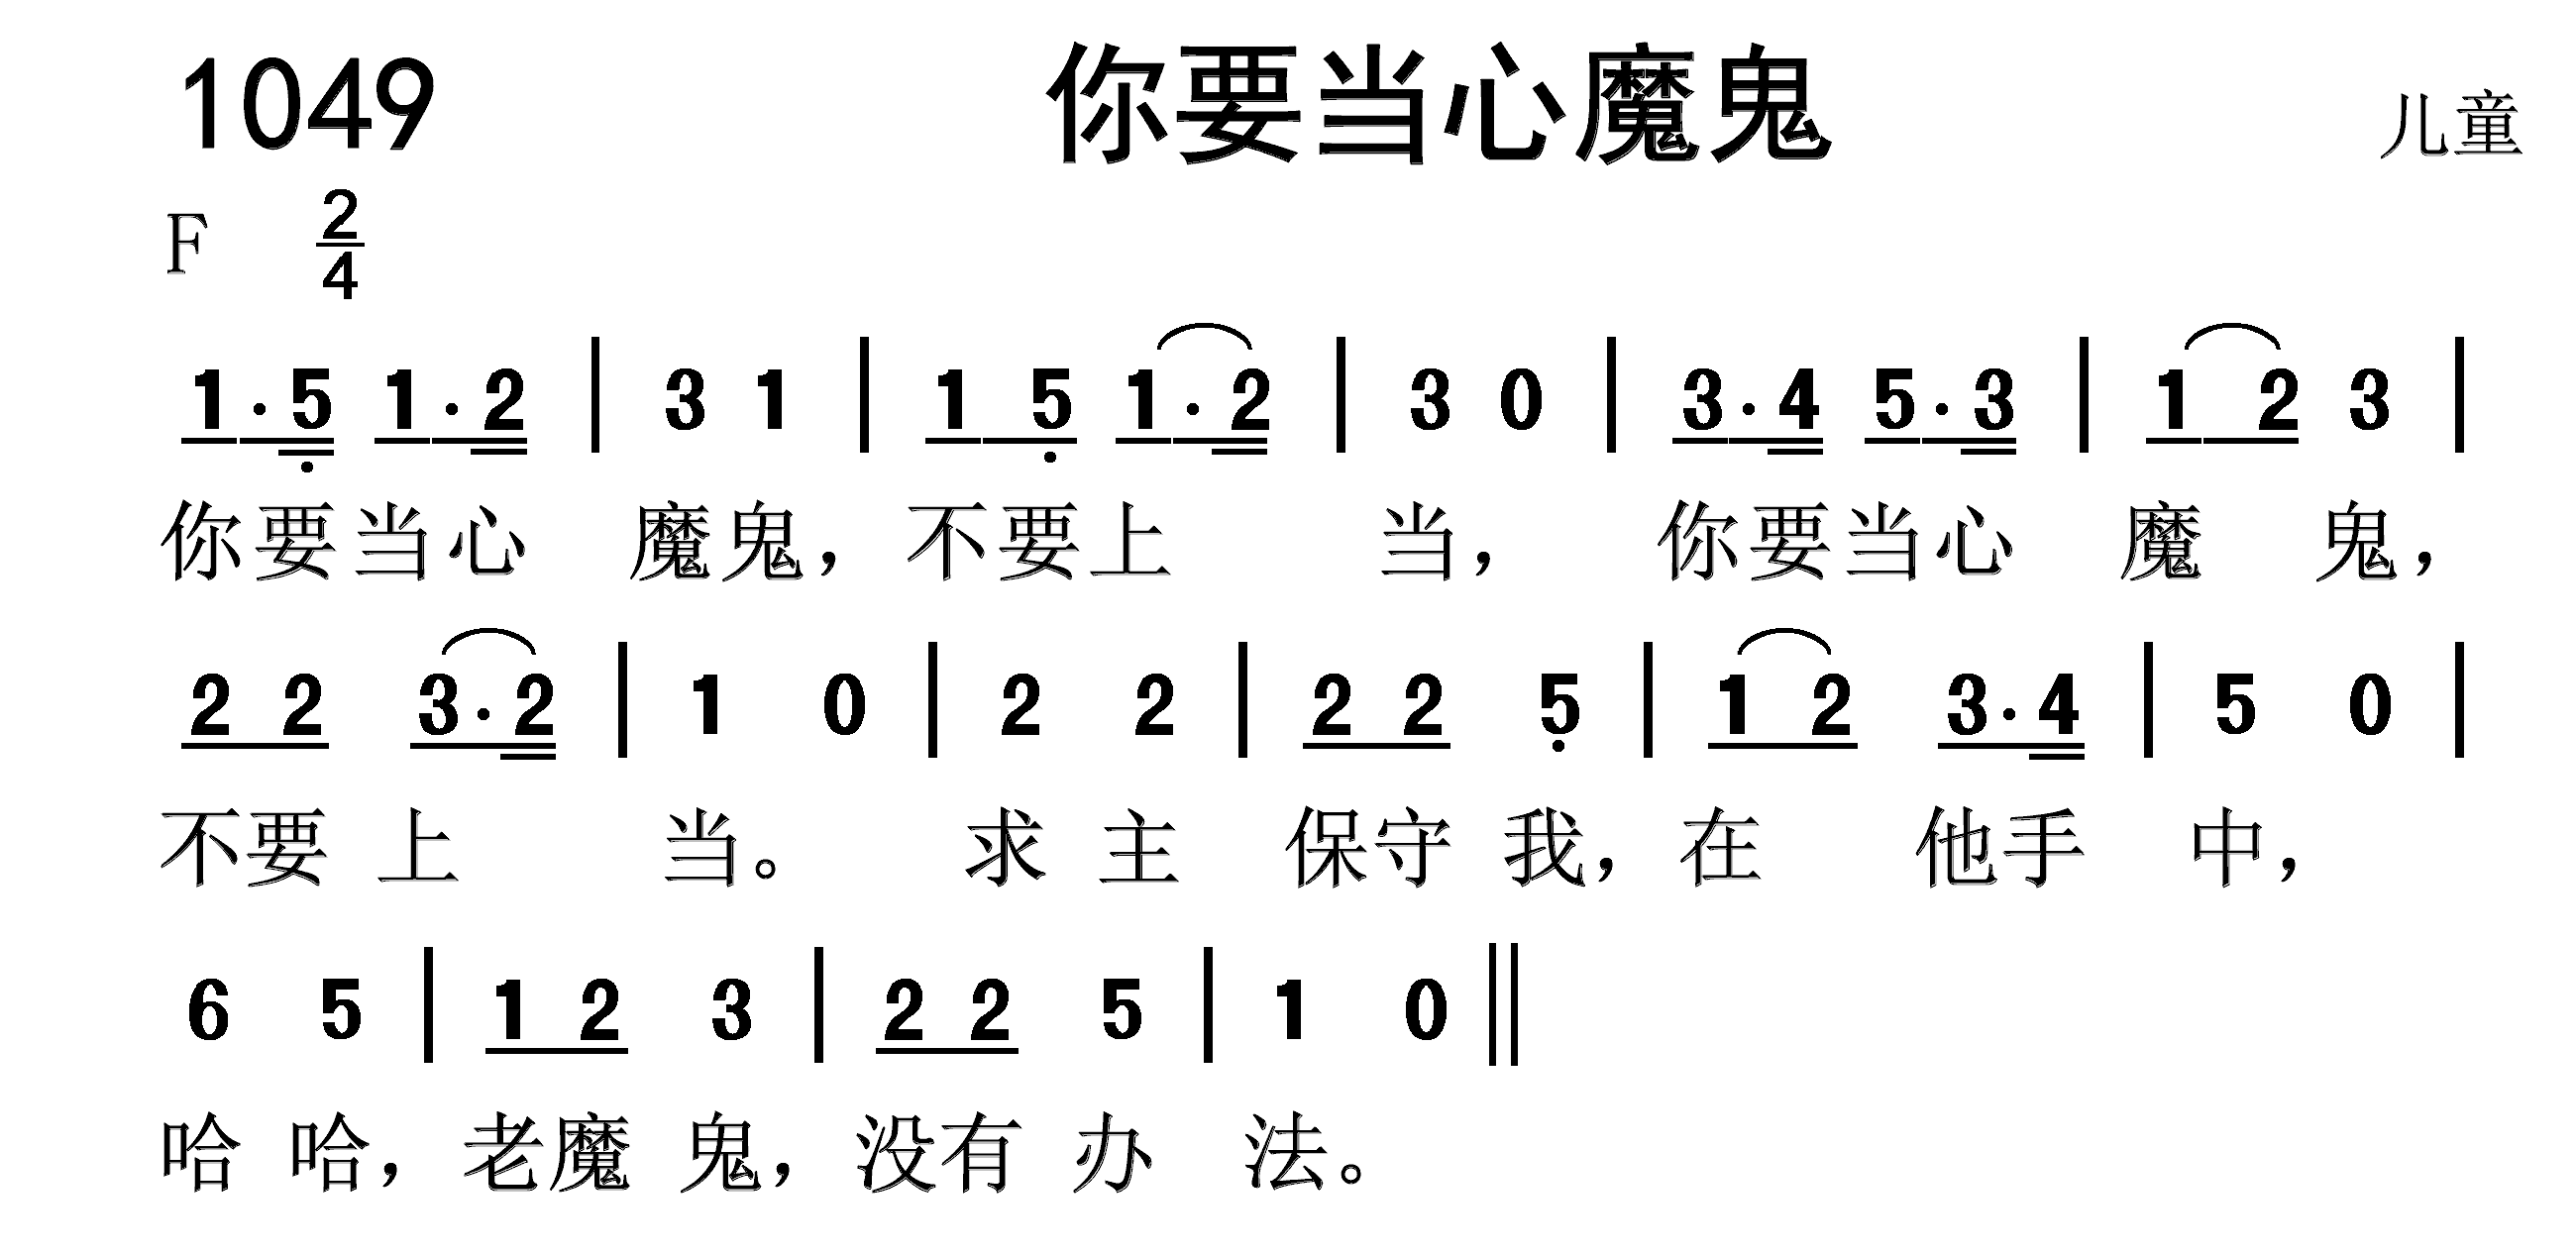 1049 你要当心魔鬼 儿童
F 2/4
1·5 1·2 | 3 1 | 1 5 1·2 | 3 0 | 3·4 5·3 | 1 2 3 |
你要当心 魔鬼，不要上 当， 你要当心 魔 鬼，
2 2 3·2 | 1 0 | 2 2 | 2 2 5 | 1 2 3·4 | 5 0 |
不要 上 当。 求 主 保守 我，在 他手 中，
6 5 | 1 2 3 | 2 2 5 | 1 0 ‖
哈 哈，老魔 鬼，没有 办 法。